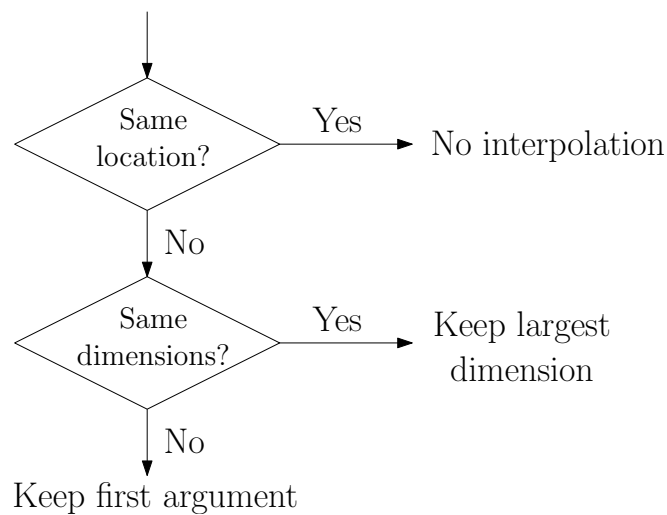 Same
location?
Yes
No interpolation
No
Same
dimensions?
Yes
Keep largest
dimension
No
Keep first argument